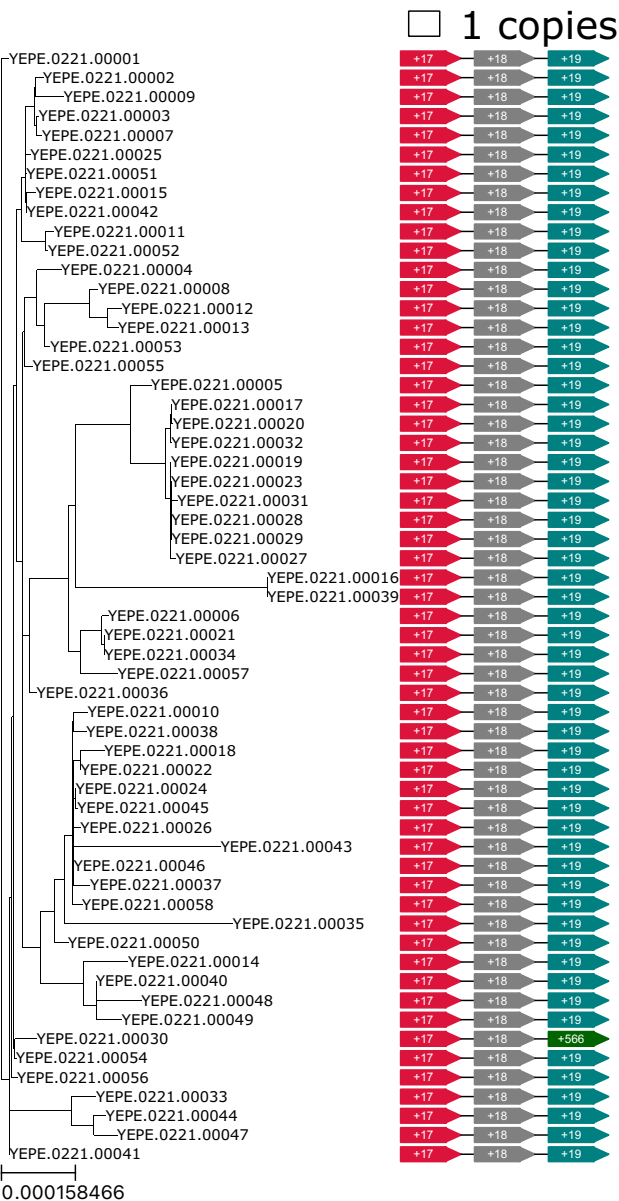 1 copies
YEPE.0221.00001 +17 +18 +19
YEPE.0221.00002 +17 +18 +19
YEPE.0221.00009 +17 +18 +19
YEPE.0221.00003 +17 +18 +19
YEPE.0221.00007 +17 +18 +19
YEPE.0221.00025 +17 +18 +19
YEPE.0221.00051 +17 +18 +19
YEPE.0221.00015 +17 +18 +19
YEPE.0221.00042 +17 +18 +19
YEPE.0221.00011 +17 +18 +19
YEPE.0221.00052 +17 +18 +19
YEPE.0221.00004 +17 +18 +19
YEPE.0221.00008 +17 +18 +19
YEPE.0221.00012 +17 +18 +19
YEPE.0221.00013 +17 +18 +19
YEPE.0221.00053 +17 +18 +19
YEPE.0221.00055 +17 +18 +19
YEPE.0221.00005 +17 +18 +19
YEPE.0221.00017 +17 +18 +19
YEPE.0221.00020 +17 +18 +19
YEPE.0221.00032 +17 +18 +19
YEPE.0221.00019 +17 +18 +19
YEPE.0221.00023 +17 +18 +19
YEPE.0221.00031 +17 +18 +19
YEPE.0221.00028 +17 +18 +19
YEPE.0221.00029 +17 +18 +19
YEPE.0221.00027 +17 +18 +19
YEPE.0221.00016 +17 +18 +19
YEPE.0221.00039 +17 +18 +19
YEPE.0221.00006 +17 +18 +19
YEPE.0221.00021 +17 +18 +19
YEPE.0221.00034 +17 +18 +19
YEPE.0221.00057 +17 +18 +19
YEPE.0221.00036 +17 +18 +19
YEPE.0221.00010 +17 +18 +19
YEPE.0221.00038 +17 +18 +19
YEPE.0221.00018 +17 +18 +19
YEPE.0221.00022 +17 +18 +19
YEPE.0221.00024 +17 +18 +19
YEPE.0221.00045 +17 +18 +19
YEPE.0221.00026 +17 +18 +19
YEPE.0221.00043 +17 +18 +19
YEPE.0221.00046 +17 +18 +19
YEPE.0221.00037 +17 +18 +19
YEPE.0221.00058 +17 +18 +19
YEPE.0221.00035 +17 +18 +19
YEPE.0221.00050 +17 +18 +19
YEPE.0221.00014 +17 +18 +19
YEPE.0221.00040 +17 +18 +19
YEPE.0221.00048 +17 +18 +19
YEPE.0221.00049 +17 +18 +19
YEPE.0221.00030 +17 +18 +566
YEPE.0221.00054 +17 +18 +19
YEPE.0221.00056 +17 +18 +19
YEPE.0221.00033 +17 +18 +19
YEPE.0221.00044 +17 +18 +19
YEPE.0221.00047 +17 +18 +19
YEPE.0221.00041 +17 +18 +19
0.000158466